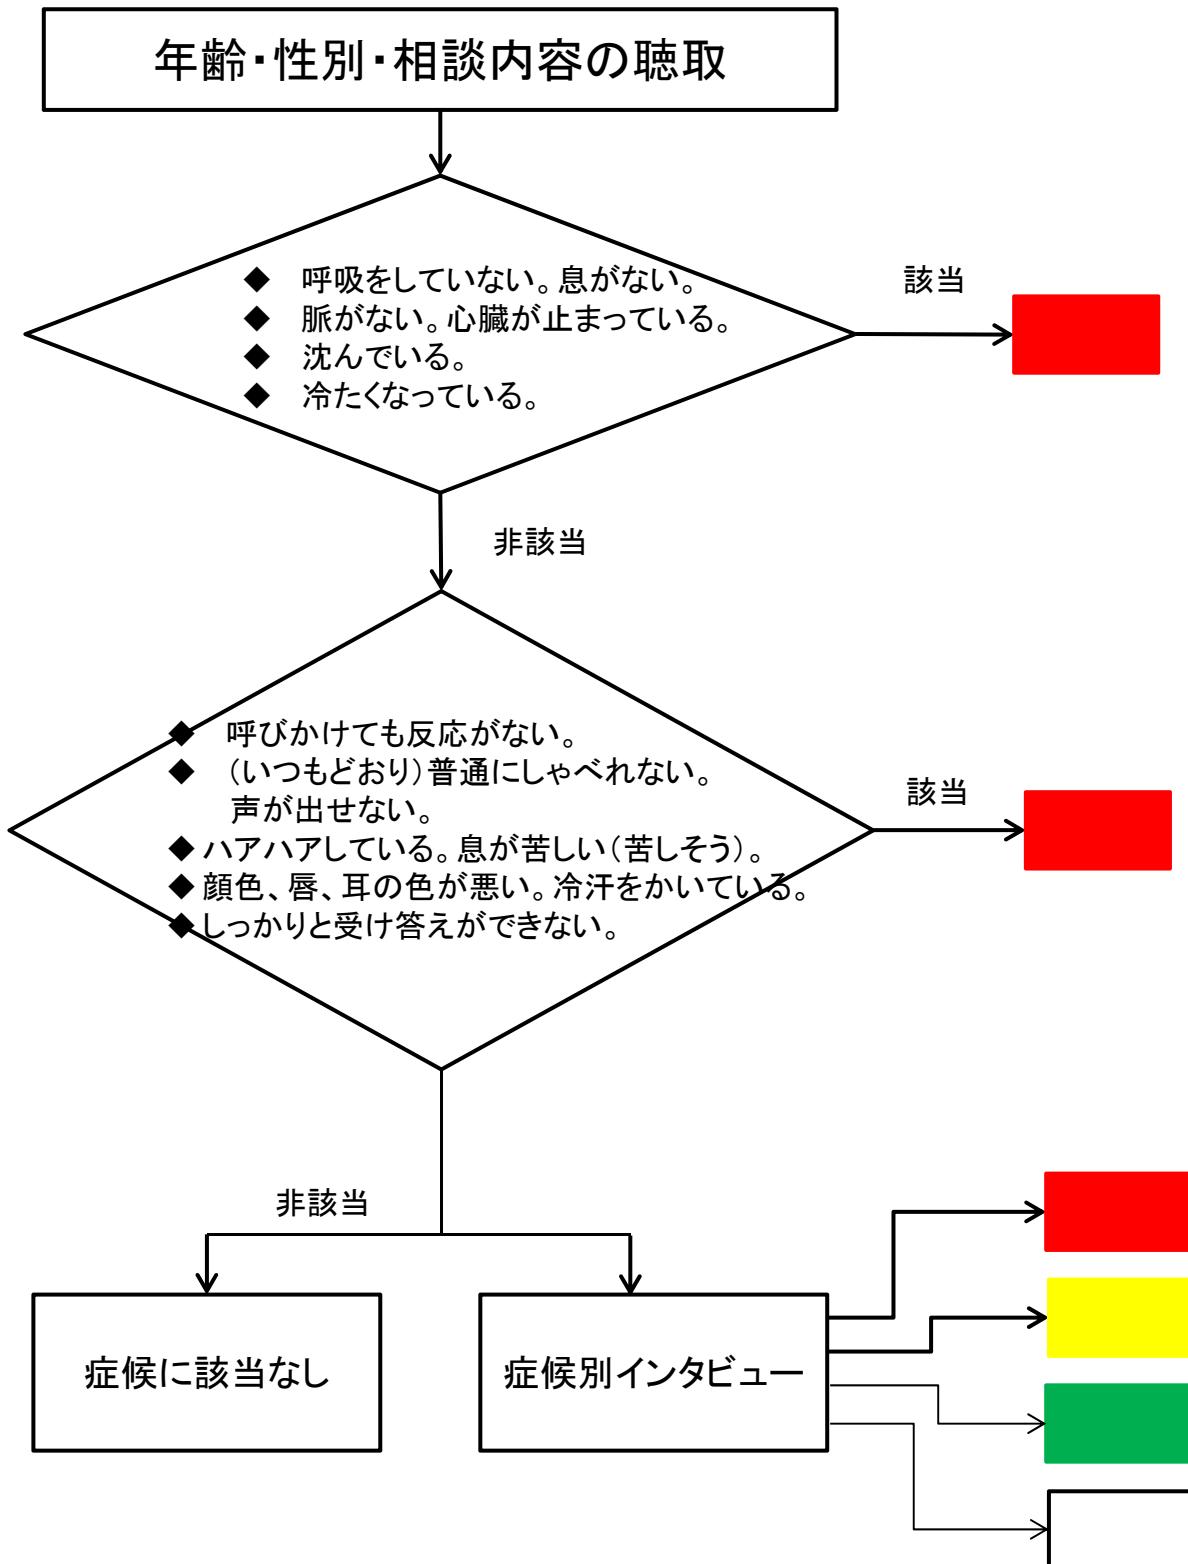 年齢・性別・相談内容の聴取
◆ 呼吸をしていない。息がない。
◆ 脈がない。心臓が止まっている。
◆ 沈んでいる。
◆ 冷たくなっている。
該当
非該当
◆ 呼びかけても反応がない。
◆ (いつもどおり)普通にしゃべれない。
声が出せない。
◆ ハアハアしている。息が苦しい(苦しそう)。
◆ 顔色、唇、耳の色が悪い。冷汗をかいている。
◆ しっかりと受け答えができない。
該当
非該当
症候に該当なし
症候別インタビュー